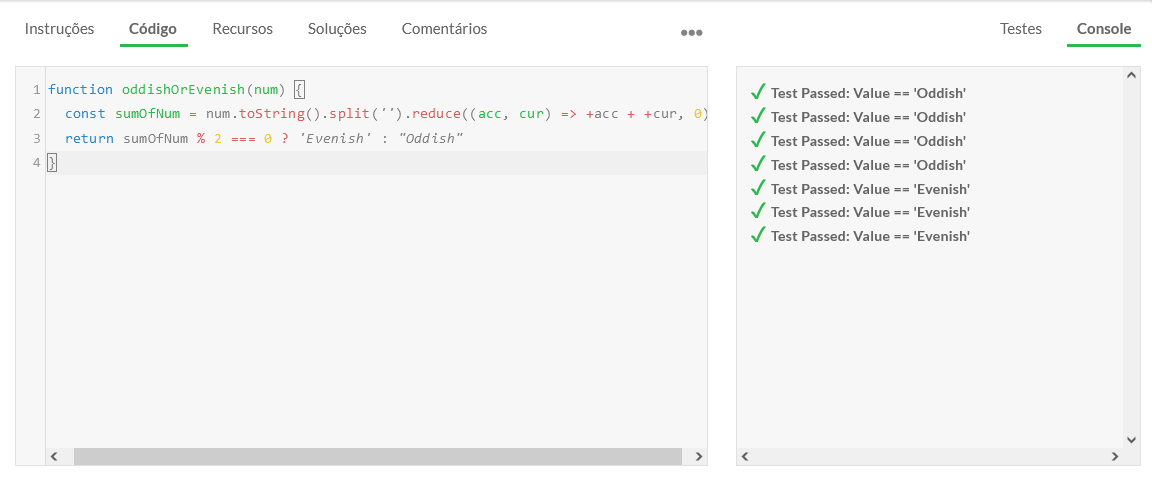 Instruções Código Recursos Soluções Comentários ••• Testes Console
1 function oddishOrEvenish(num) {
2 const sumOfNum = num.toString().split('').reduce((acc, cur) => +acc + +cur, 0)
3 return sumOfNum % 2 === 0 ? 'Evenish' : "Oddish"
4 }
✓ Test Passed: Value == 'Oddish'
✓ Test Passed: Value == 'Oddish'
✓ Test Passed: Value == 'Oddish'
✓ Test Passed: Value == 'Oddish'
✓ Test Passed: Value == 'Evenish'
✓ Test Passed: Value == 'Evenish'
✓ Test Passed: Value == 'Evenish'